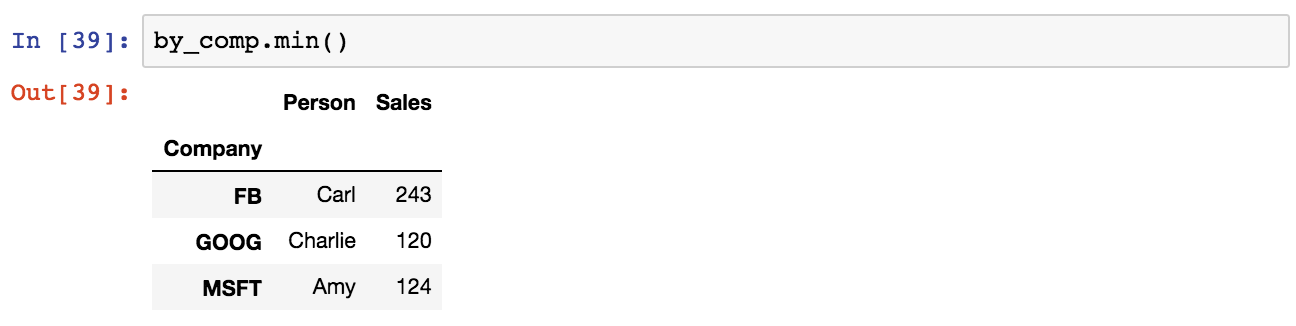 In [39]: by_comp.min()
Out[39]:
Person Sales
Company
FB Carl 243
GOOG Charlie 120
MSFT Amy 124